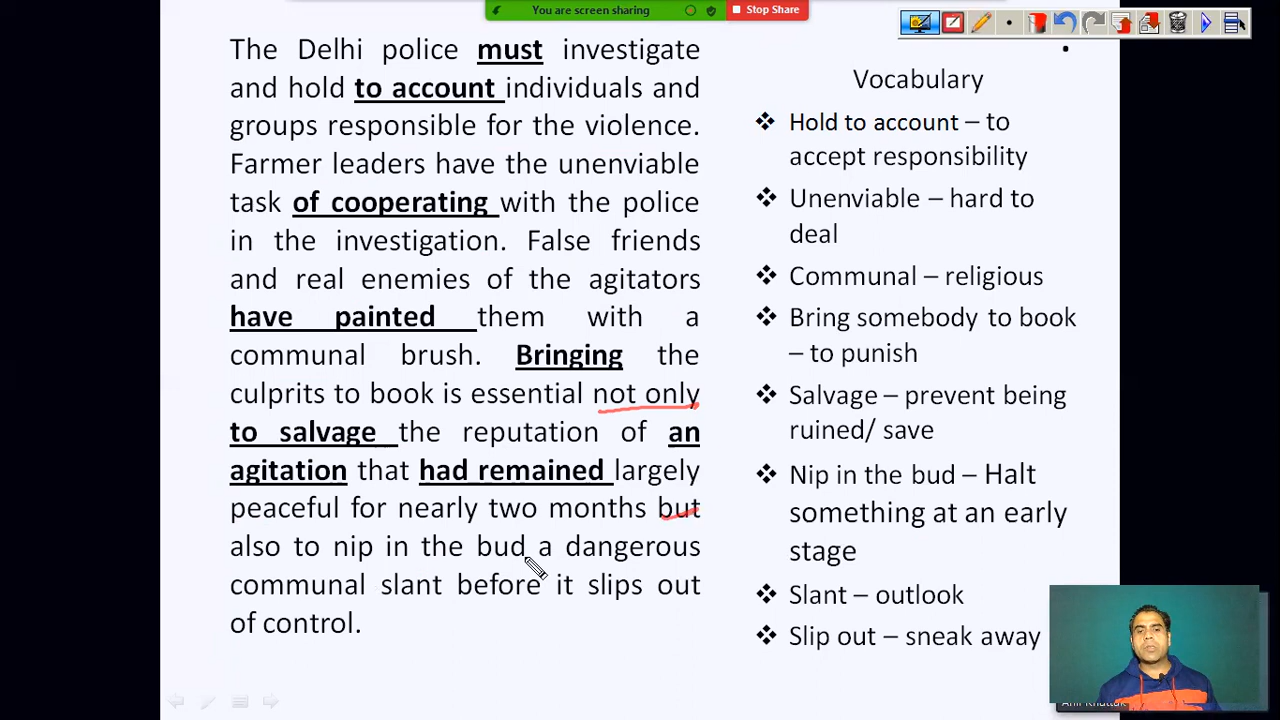 You are screen sharing
Stop Share
The Delhi police must investigate
and hold to account individuals and
groups responsible for the violence.
Farmer leaders have the unenviable
task of cooperating with the police
in the investigation. False friends
and real enemies of the agitators
have painted them with a
communal brush. Bringing the
culprits to book is essential not only
to salvage the reputation of an
agitation that had remained largely
peaceful for nearly two months but
also to nip in the bud a dangerous
communal slant before it slips out
of control.
Vocabulary
❖ Hold to account – to
accept responsibility
❖ Unenviable – hard to
deal
❖ Communal – religious
❖ Bring somebody to book
– to punish
❖ Salvage – prevent being
ruined/ save
❖ Nip in the bud – Halt
something at an early
stage
❖ Slant – outlook
❖ Slip out – sneak away